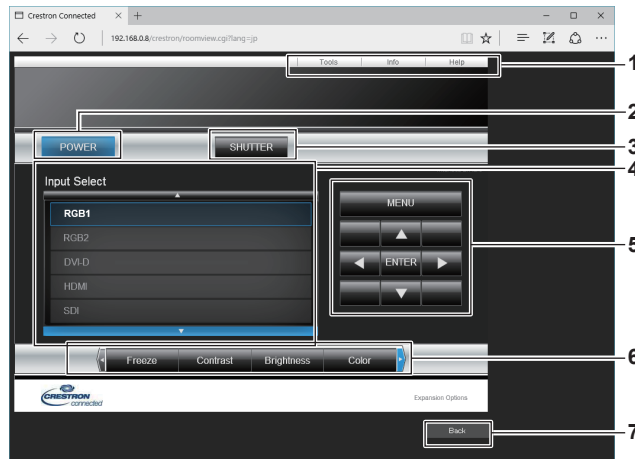 Crestron Connected
192.168.0.8/crestron/roomview.cgi?lang=jp
Tools Info Help
1
2
POWER
SHUTTER
3
4
Input Select
RGB1
RGB2
DVI-D
HDMI
SDI
MENU
ENTER
5
Freeze Contrast Brightness Color
6
CRESTRON
connected
Expansion Options
Back
7